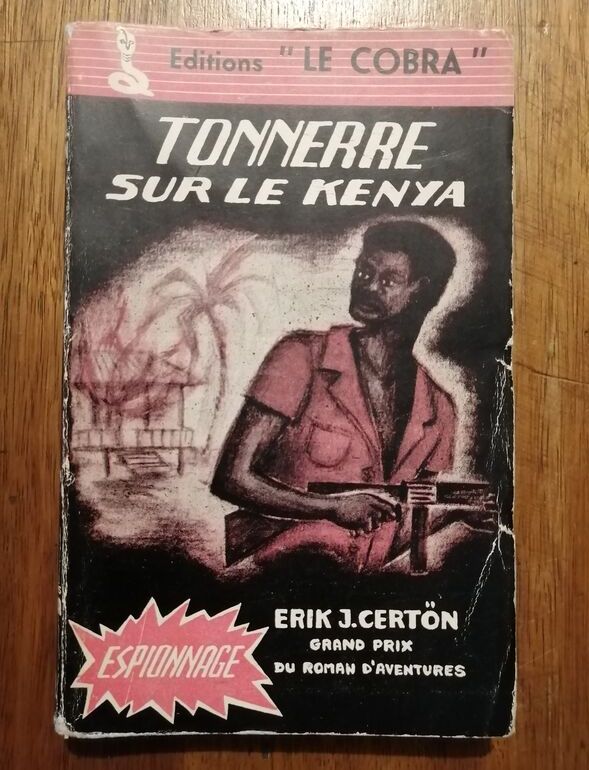 Editions "LE COBRA"
TONNERRE
SUR LE KENYA
ERIK J.CERTÖN
GRAND PRIX
DU ROMAN D'AVENTURES
ESPIONNAGE